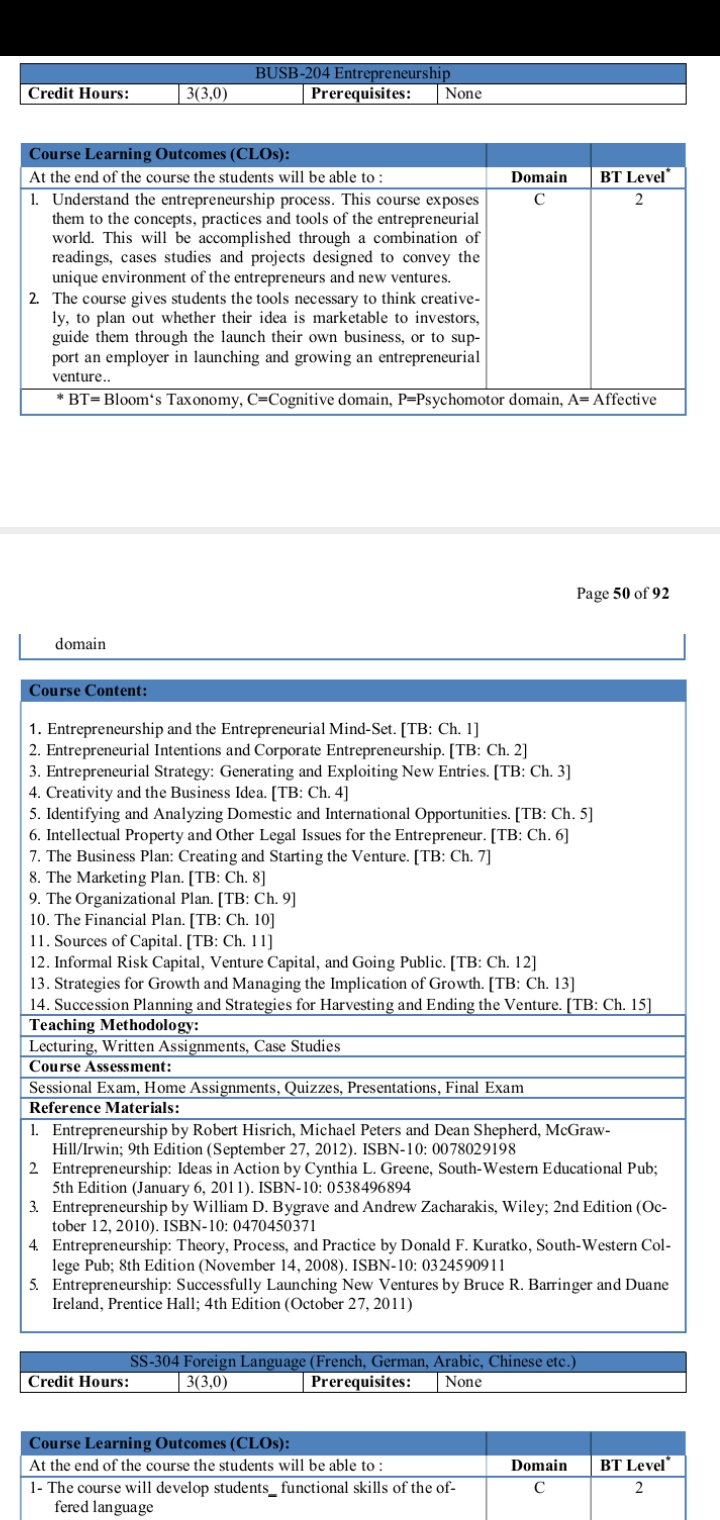 BUSB-204 Entrepreneurship
Credit Hours: 3(3,0) Prerequisites: None
Course Learning Outcomes (CLOs):
At the end of the course the students will be able to : Domain BT Level*
1. Understand the entrepreneurship process. This course exposes C 2
them to the concepts, practices and tools of the entrepreneurial
world. This will be accomplished through a combination of
readings, cases studies and projects designed to convey the
unique environment of the entrepreneurs and new ventures.
2. The course gives students the tools necessary to think creative-
ly, to plan out whether their idea is marketable to investors,
guide them through the launch their own business, or to sup-
port an employer in launching and growing an entrepreneurial
venture..
* BT= Bloom‘s Taxonomy, C=Cognitive domain, P=Psychomotor domain, A= Affective
Page 50 of 92
domain
Course Content:
1. Entrepreneurship and the Entrepreneurial Mind-Set. [TB: Ch. 1]
2. Entrepreneurial Intentions and Corporate Entrepreneurship. [TB: Ch. 2]
3. Entrepreneurial Strategy: Generating and Exploiting New Entries. [TB: Ch. 3]
4. Creativity and the Business Idea. [TB: Ch. 4]
5. Identifying and Analyzing Domestic and International Opportunities. [TB: Ch. 5]
6. Intellectual Property and Other Legal Issues for the Entrepreneur. [TB: Ch. 6]
7. The Business Plan: Creating and Starting the Venture. [TB: Ch. 7]
8. The Marketing Plan. [TB: Ch. 8]
9. The Organizational Plan. [TB: Ch. 9]
10. The Financial Plan. [TB: Ch. 10]
11. Sources of Capital. [TB: Ch. 11]
12. Informal Risk Capital, Venture Capital, and Going Public. [TB: Ch. 12]
13. Strategies for Growth and Managing the Implication of Growth. [TB: Ch. 13]
14. Succession Planning and Strategies for Harvesting and Ending the Venture. [TB: Ch. 15]
Teaching Methodology:
Lecturing, Written Assignments, Case Studies
Course Assessment:
Sessional Exam, Home Assignments, Quizzes, Presentations, Final Exam
Reference Materials:
1. Entrepreneurship by Robert Hisrich, Michael Peters and Dean Shepherd, McGraw-
Hill/Irwin; 9th Edition (September 27, 2012). ISBN-10: 0078029198
2. Entrepreneurship: Ideas in Action by Cynthia L. Greene, South-Western Educational Pub;
5th Edition (January 6, 2011). ISBN-10: 0538496894
3. Entrepreneurship by William D. Bygrave and Andrew Zacharakis, Wiley; 2nd Edition (Oc-
tober 12, 2010). ISBN-10: 0470450371
4. Entrepreneurship: Theory, Process, and Practice by Donald F. Kuratko, South-Western Col-
lege Pub; 8th Edition (November 14, 2008). ISBN-10: 0324590911
5. Entrepreneurship: Successfully Launching New Ventures by Bruce R. Barringer and Duane
Ireland, Prentice Hall; 4th Edition (October 27, 2011)
SS-304 Foreign Language (French, German, Arabic, Chinese etc.)
Credit Hours: 3(3,0) Prerequisites: None
Course Learning Outcomes (CLOs):
At the end of the course the students will be able to : Domain BT Level*
1- The course will develop students_ functional skills of the of- C 2
fered language